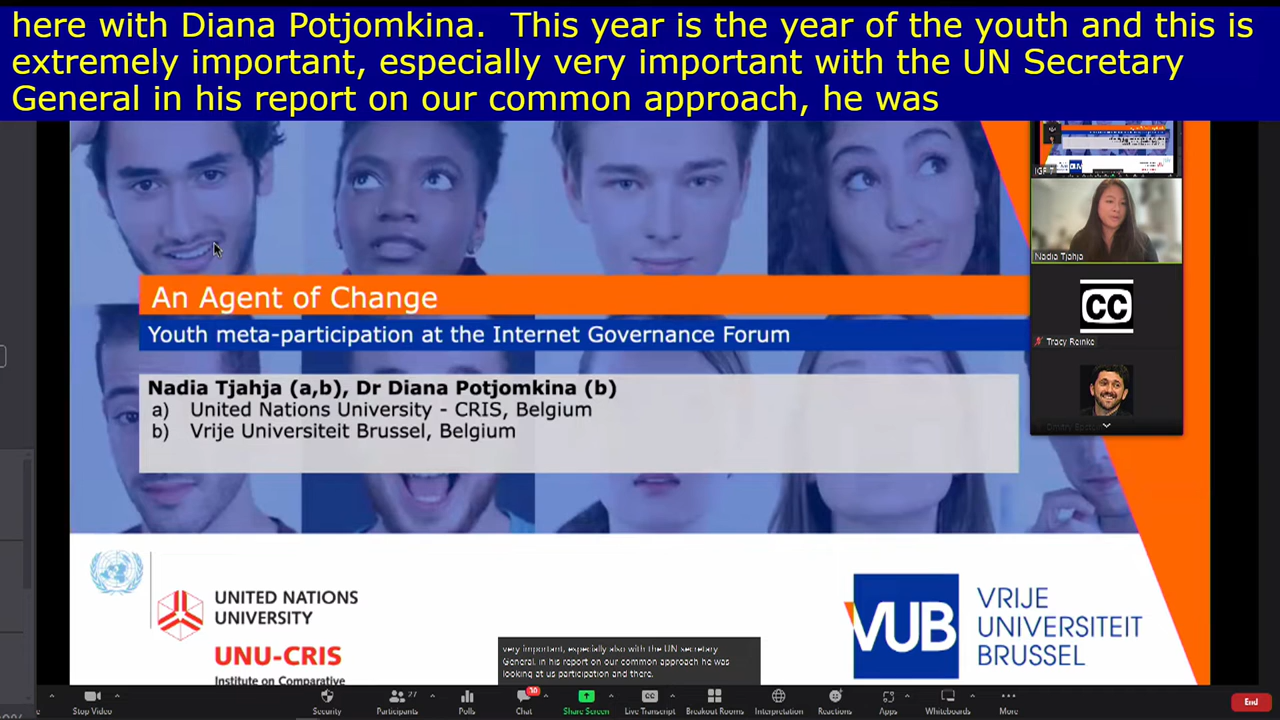 here with Diana Potjomkina. This year is the year of the youth and this is
extremely important, especially very important with the UN Secretary
General in his report on our common approach, he was
An Agent of Change
Youth meta-participation at the Internet Governance Forum
Nadia Tjahja (a,b), Dr Diana Potjomkina (b)
a) United Nations University - CRIS, Belgium
b) Vrije Universiteit Brussel, Belgium
Nadia Tjahja
CC
Tracy Reinke
UNITED NATIONS
UNIVERSITY
UNU-CRIS
Institute on Comparative
VUB
VRIJE
UNIVERSITEIT
BRUSSEL
very important, especially also with the UN secretary
General, in his report on our common approach he was
looking at us participation and there.
Stop Video
Security
Participants
27
Polls
Chat
10
Share Screen
CC
Live Transcript
Breakout Rooms
Interpretation
Reactions
Apps
Whiteboards
More
End